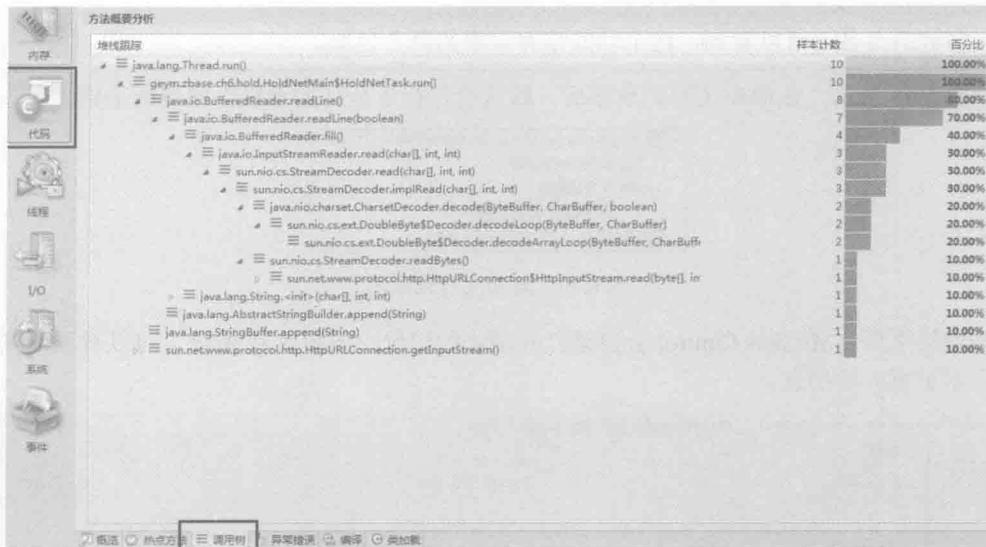 方法概要分析
堆栈跟踪 样本计数 百分比
java.lang.Thread.run() 10 100.00%
geym.zbase.ch6.hold.HoldNetMain$HoldNetTask.run() 10 100.00%
java.io.BufferedReader.readLine() 8 80.00%
java.io.BufferedReader.readLine(boolean) 7 70.00%
java.io.BufferedReader.fill() 4 40.00%
java.io.InputStreamReader.read(char[], int, int) 3 30.00%
sun.nio.cs.StreamDecoder.read(char[], int, int) 3 30.00%
sun.nio.cs.StreamDecoder.implRead(char[], int, int) 3 30.00%
java.nio.charset.CharsetDecoder.decode(ByteBuffer, CharBuffer, boolean) 2 20.00%
sun.nio.cs.ext.DoubleByte$Decoder.decodeLoop(ByteBuffer, CharBuffer) 2 20.00%
sun.nio.cs.ext.DoubleByte$Decoder.decodeArrayLoop(ByteBuffer, CharBuff 2 20.00%
sun.nio.cs.StreamDecoder.readBytes() 1 10.00%
sun.net.www.protocol.http.HttpURLConnection$HttpInputStream.read(byte[], in 1 10.00%
java.lang.String.<init>(char[], int, int) 1 10.00%
java.lang.AbstractStringBuilder.append(String) 1 10.00%
java.lang.StringBuffer.append(String) 1 10.00%
sun.net.www.protocol.http.HttpURLConnection.getInputStream() 1 10.00%
内存
代码
线程
I/O
系统
事件
概述 热点方法 调用树 异常错误 编译 类加载